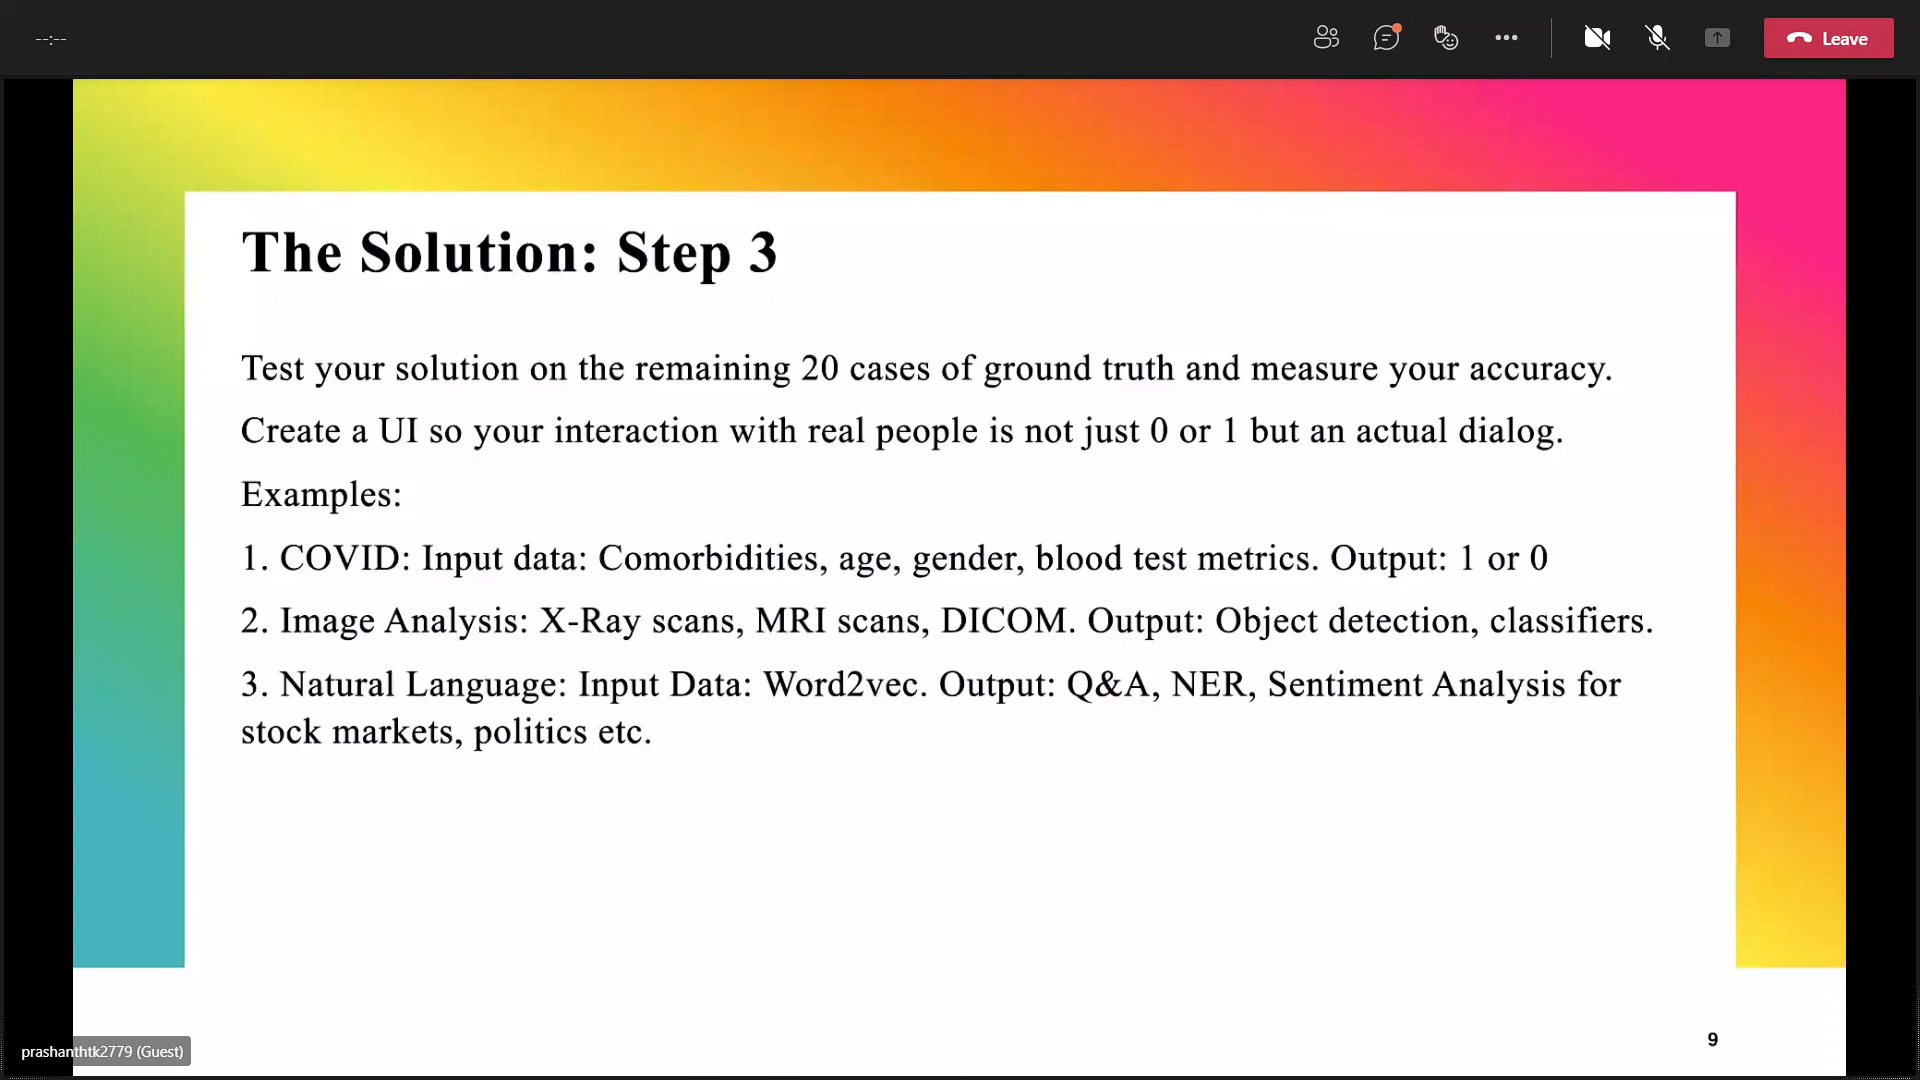 --:--
Leave
The Solution: Step 3
Test your solution on the remaining 20 cases of ground truth and measure your accuracy.
Create a UI so your interaction with real people is not just 0 or 1 but an actual dialog.
Examples:
1. COVID: Input data: Comorbidities, age, gender, blood test metrics. Output: 1 or 0
2. Image Analysis: X-Ray scans, MRI scans, DICOM. Output: Object detection, classifiers.
3. Natural Language: Input Data: Word2vec. Output: Q&A, NER, Sentiment Analysis for
stock markets, politics etc.
9
prashanthtk2779 (Guest)